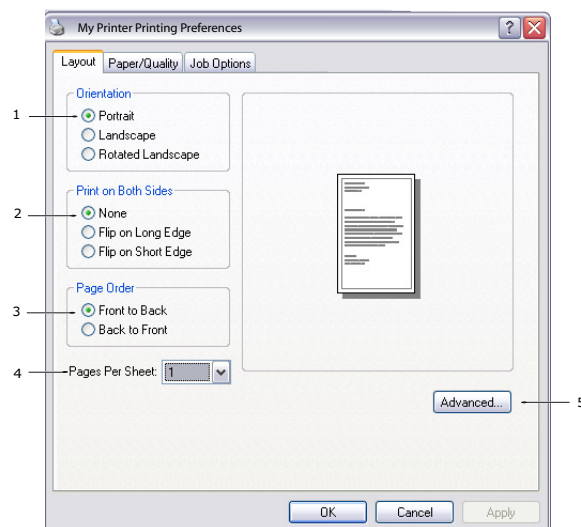 My Printer Printing Preferences
Layout
Paper/Quality
Job Options
Orientation
1
Portrait
Landscape
Rotated Landscape
Print on Both Sides
2
None
Flip on Long Edge
Flip on Short Edge
Page Order
3
Front to Back
Back to Front
4
Pages Per Sheet: 1
Advanced...
5
OK
Cancel
Apply